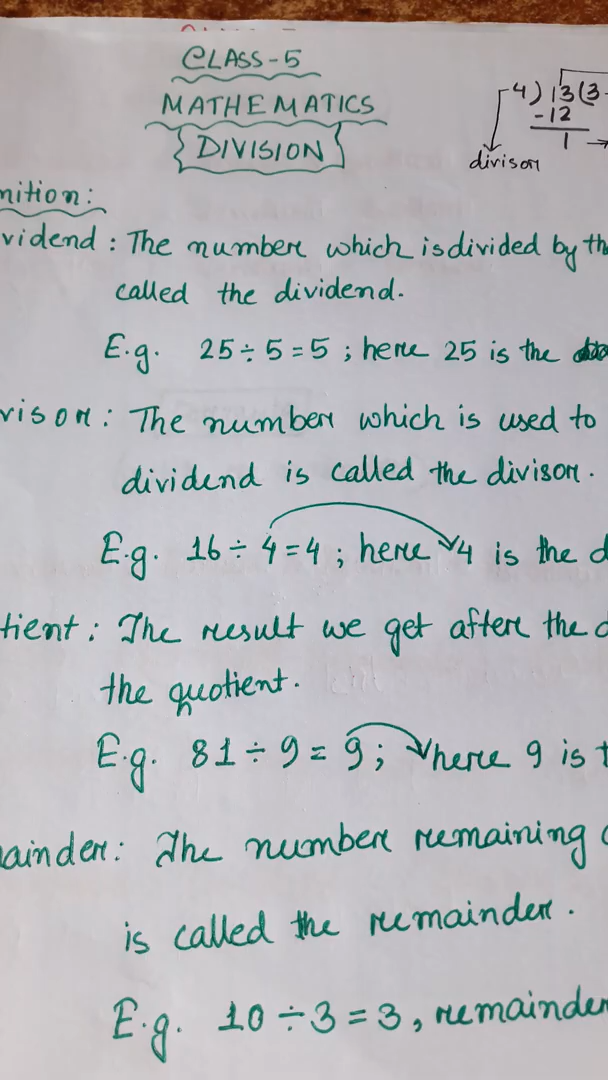 CLASS-5
MATHEMATICS
DIVISION
4) 13 (3
-12
1
divisor
nition:
vidend : The number which is divided by th
called the dividend.
E.g. 25 ÷ 5 = 5 ; here 25 is the
visor : The number which is used to
dividend is called the divisor.
E.g. 16 ÷ 4 = 4 ; here 4 is the d
tient : The result we get after the d
the quotient.
E.g. 81 ÷ 9 = 9 ; here 9 is t
ainder : The number remaining
is called the remainder.
E.g. 10 ÷ 3 = 3, remainder